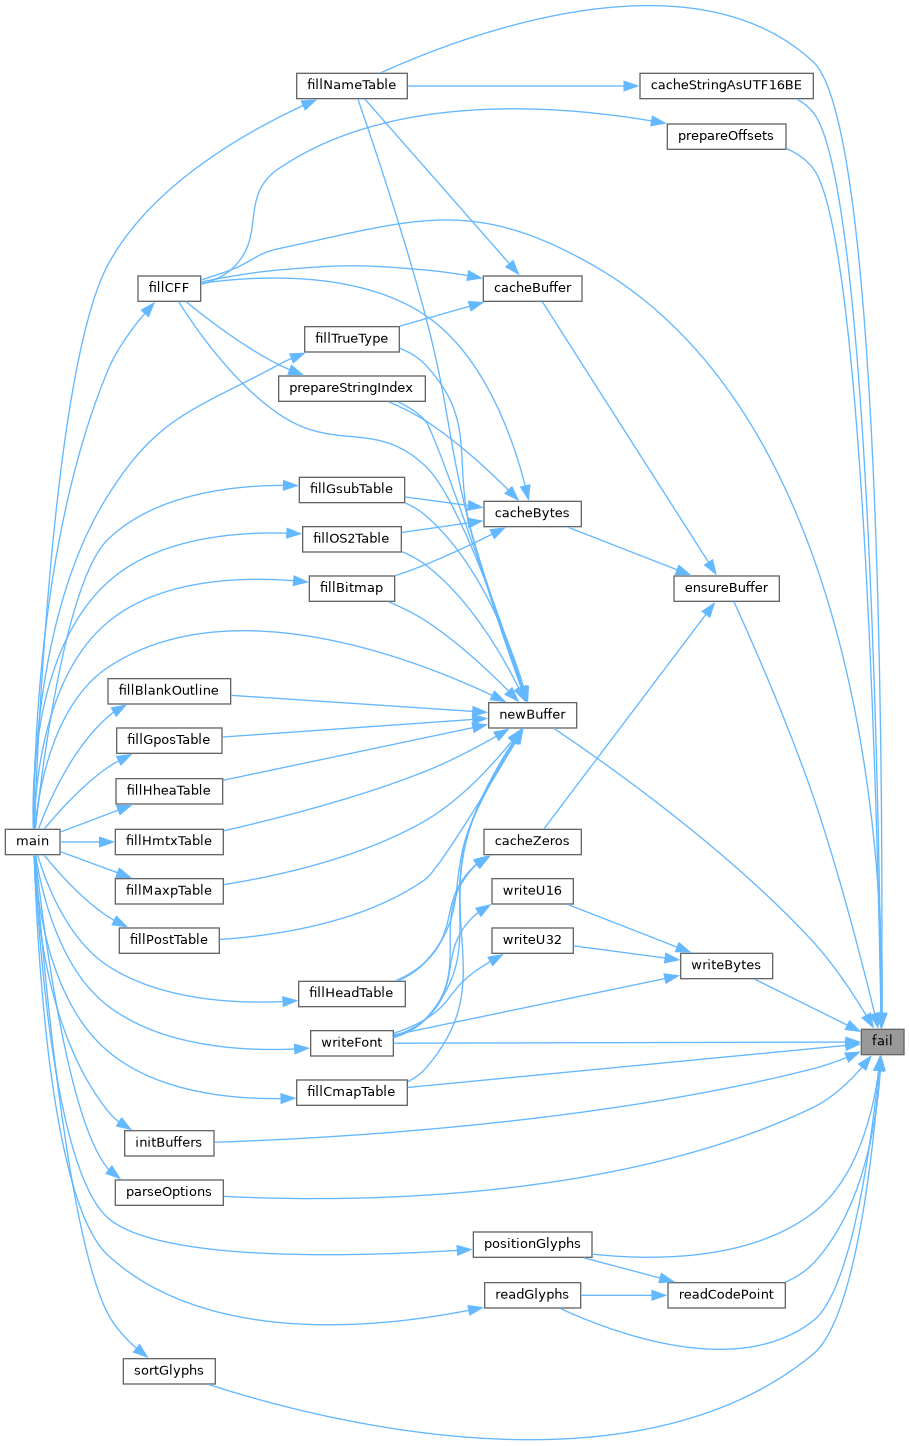 fillNameTable
cacheStringAsUTF16BE
prepareOffsets
fillCFF
cacheBuffer
fillTrueType
prepareStringIndex
fillGsubTable
cacheBytes
fillOS2Table
fillBitmap
ensureBuffer
fillBlankOutline
newBuffer
fillGposTable
fillHheaTable
main
fillHmtxTable
cacheZeros
fillMaxpTable
writeU16
fillPostTable
writeU32
writeBytes
fillHeadTable
writeFont
fail
fillCmapTable
initBuffers
parseOptions
positionGlyphs
readGlyphs
readCodePoint
sortGlyphs